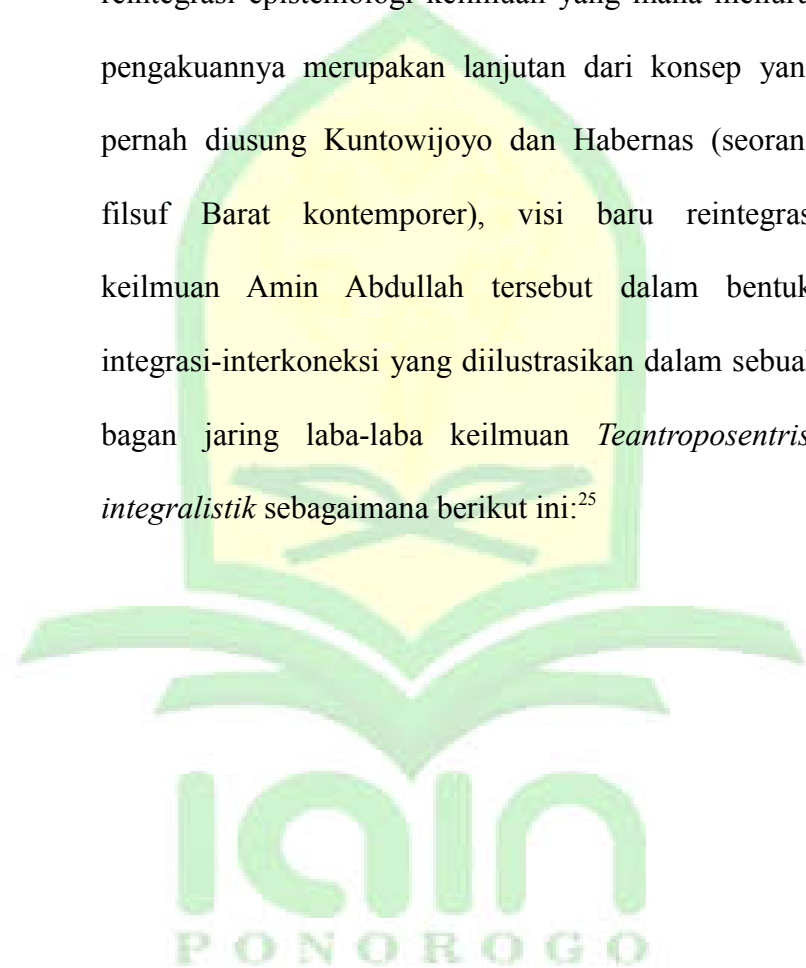 reintegrasi epistemologi keilmuan yang mana menuru
pengakuannya merupakan lanjutan dari konsep yan
pernah diusung Kuntowijoyo dan Habernas (seoran
filsuf Barat kontemporer), visi baru reintegras
keilmuan Amin Abdullah tersebut dalam bentuk
integrasi-interkoneksi yang diilustrasikan dalam sebual
bagan jaring laba-laba keilmuan Teantroposentris
integralistik sebagaimana berikut ini:25
iain
PONOROGO